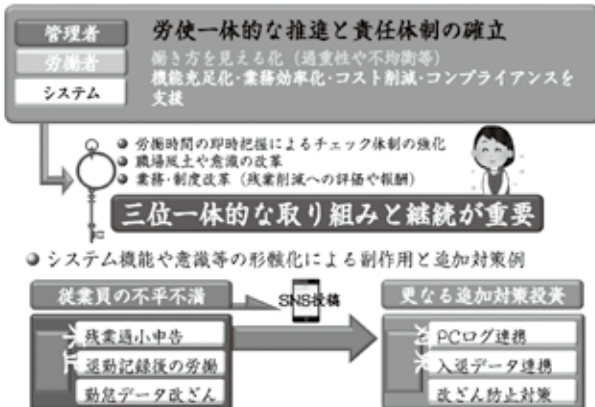 管理者
労働者
システム
労使一体的な推進と責任体制の確立
働き方を見える化（過重性や不均衡等）
機能充足化・業務効率化・コスト削減・コンプライアンスを
支援
● 労働時間の即時把握によるチェック体制の強化
● 職場風土や意識の改革
● 業務・制度改革（残業削減への評価や報酬）
三位一体的な取り組みと継続が重要
● システム機能や意識等の形骸化による副作用と追加対策例
従業員の不平不満
SNS投稿
更なる追加対策投資
残業過小申告
退勤記録後の労働
勤怠データ改ざん
PCログ連携
入退データ連携
改ざん防止対策